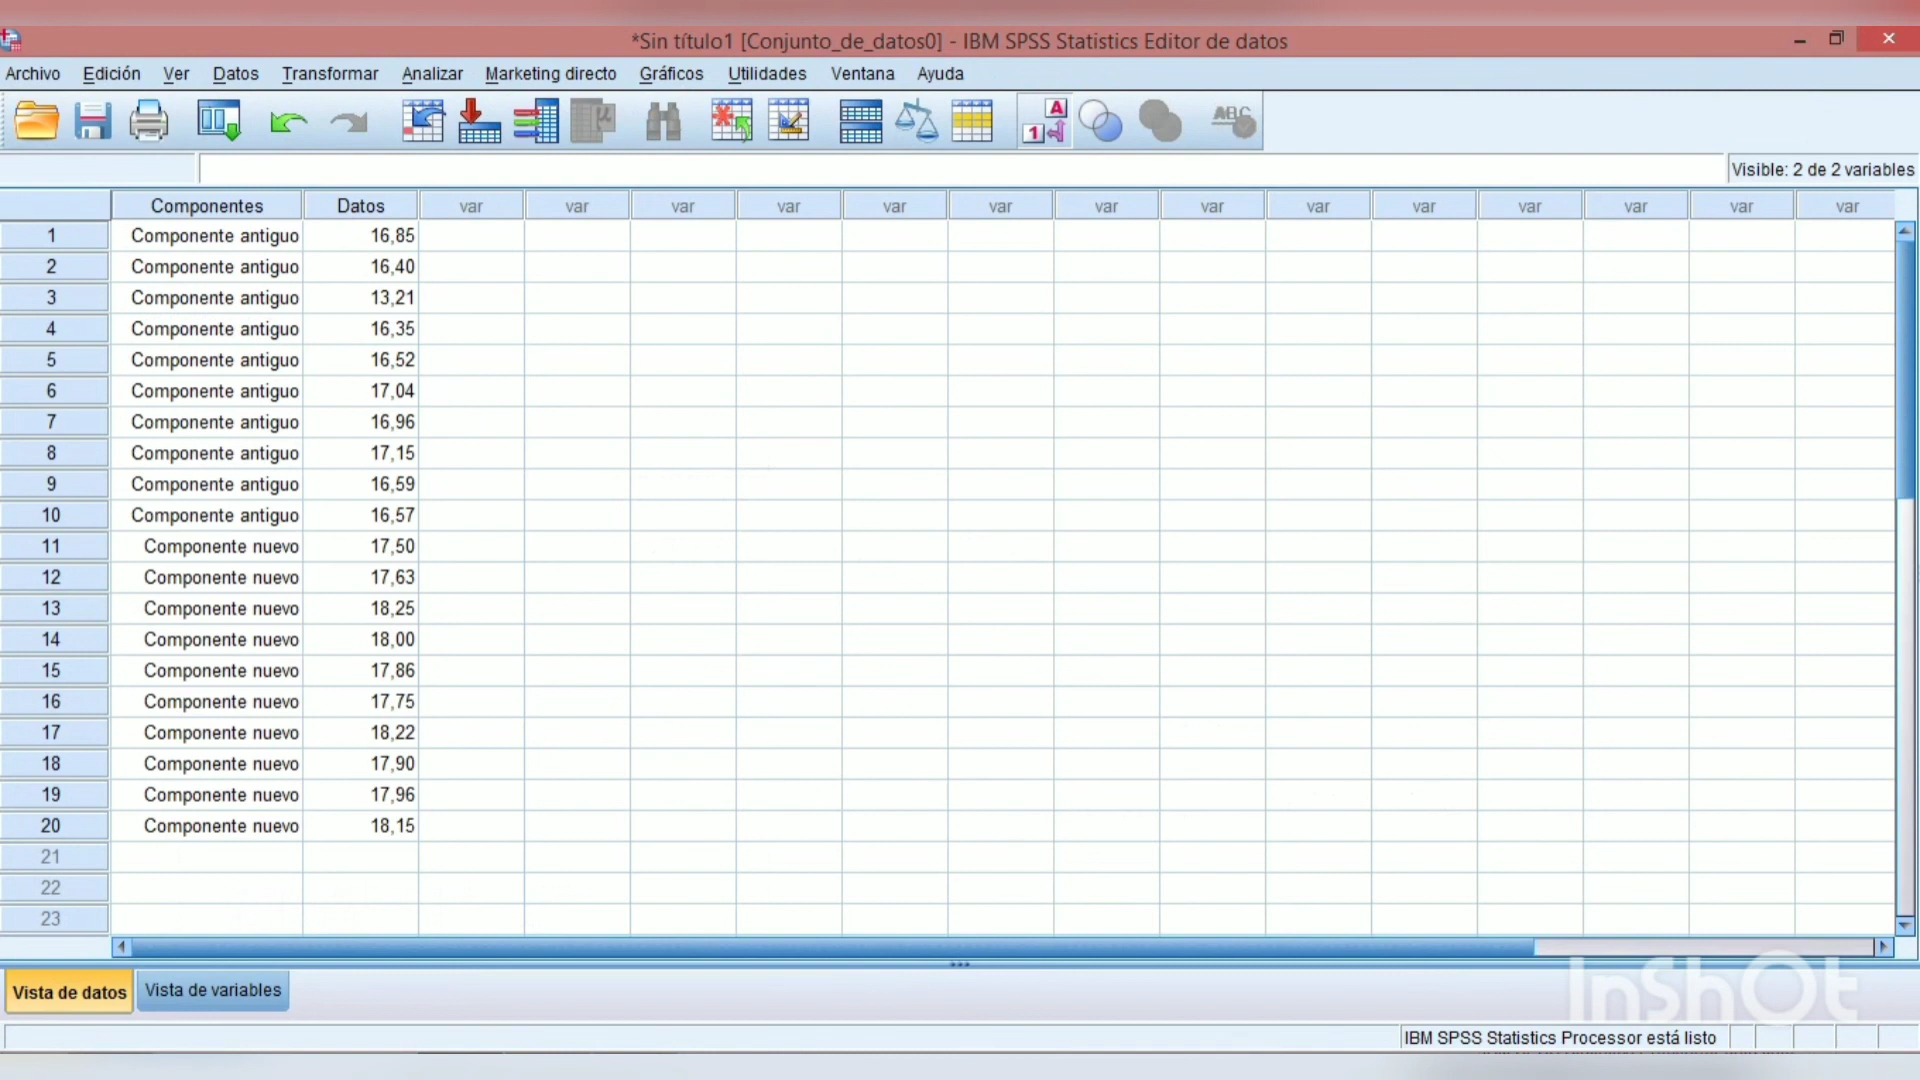 *Sin título1 [Conjunto_de_datos0] - IBM SPSS Statistics Editor de datos
Archivo Edición Ver Datos Transformar Analizar Marketing directo Gráficos Utilidades Ventana Ayuda
A
1
ABC
Visible: 2 de 2 variables
Componentes Datos var var var var var var var var var var var var var var
1 Componente antiguo 16,85
2 Componente antiguo 16,40
3 Componente antiguo 13,21
4 Componente antiguo 16,35
5 Componente antiguo 16,52
6 Componente antiguo 17,04
7 Componente antiguo 16,96
8 Componente antiguo 17,15
9 Componente antiguo 16,59
10 Componente antiguo 16,57
11 Componente nuevo 17,50
12 Componente nuevo 17,63
13 Componente nuevo 18,25
14 Componente nuevo 18,00
15 Componente nuevo 17,86
16 Componente nuevo 17,75
17 Componente nuevo 18,22
18 Componente nuevo 17,90
19 Componente nuevo 17,96
20 Componente nuevo 18,15
21
22
23
Vista de datos Vista de variables
InShOt
IBM SPSS Statistics Processor está listo